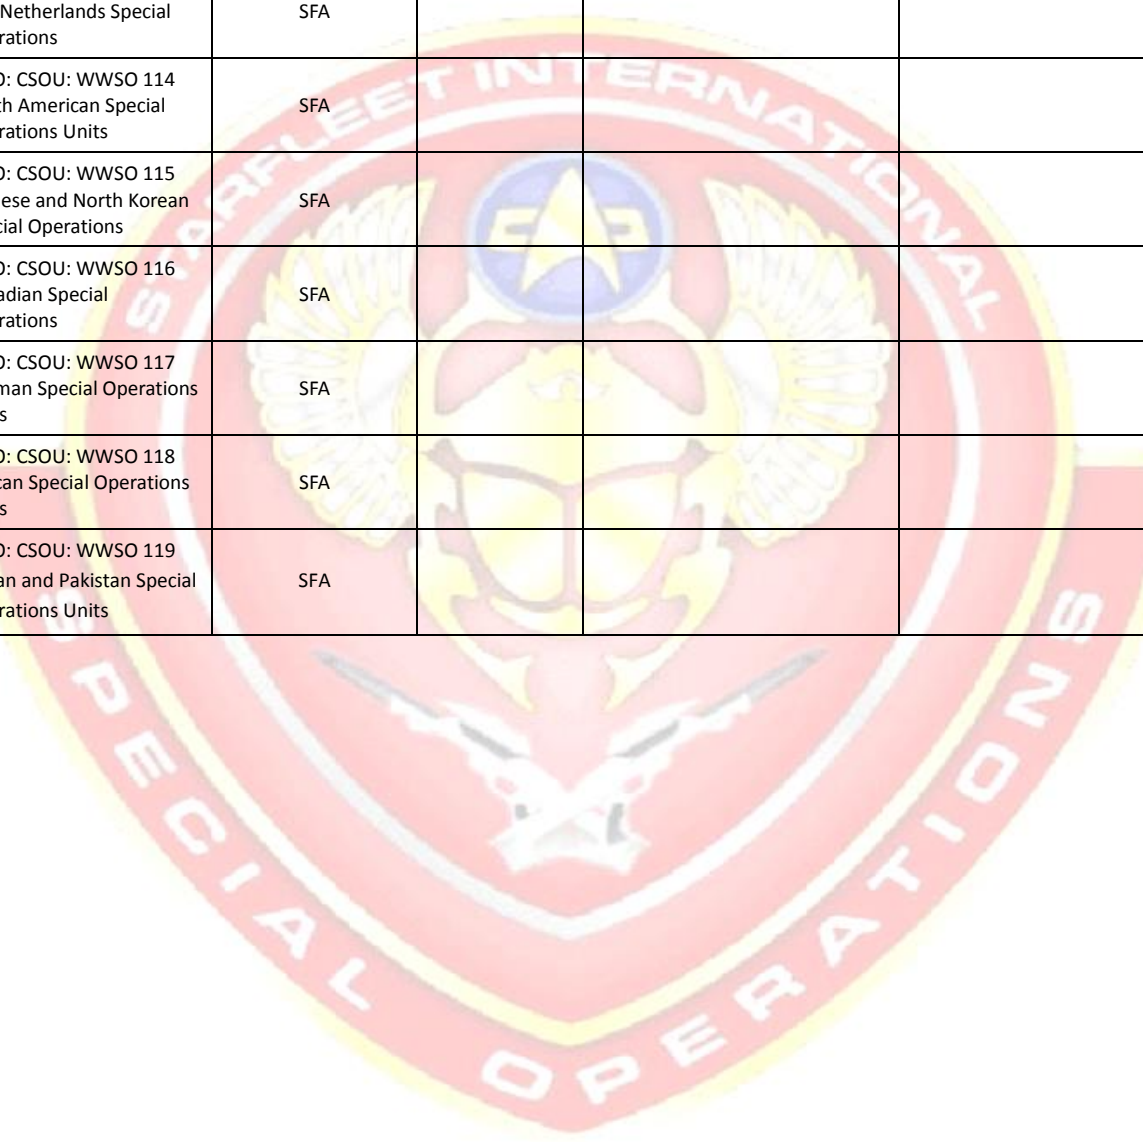 Netherlands Special SFA
rations
D: CSOU: WWSO 114
th American Special SFA
rations Units
D: CSOU: WWSO 115
ese and North Korean SFA
cial Operations
D: CSOU: WWSO 116
adian Special SFA
rations
D: CSOU: WWSO 117
man Special Operations SFA
s
D: CSOU: WWSO 118
can Special Operations SFA
s
D: CSOU: WWSO 119
an and Pakistan Special SFA
rations Units
STARFLEET INTERNATIONAL
SPECIAL OPERATIONS